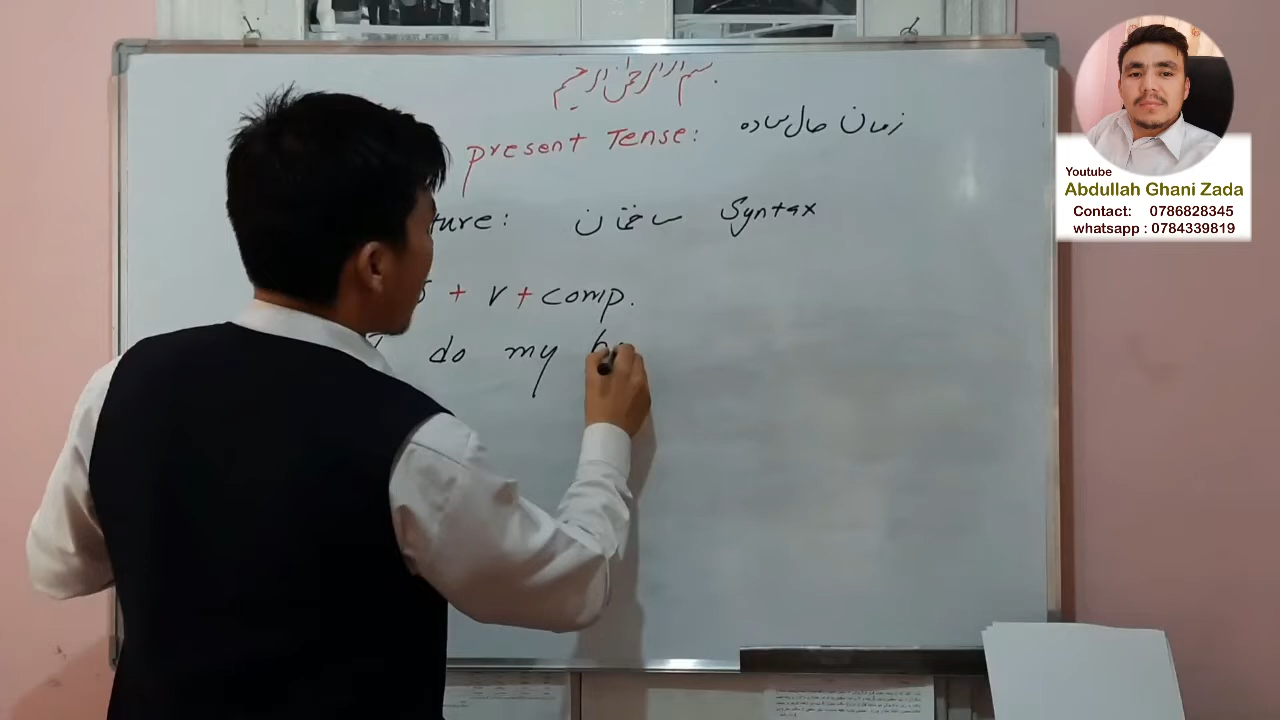 بسم الله الرحمن الرحیم
present Tense: زمان حال ساده
ture: ساختمان Syntax
+ V + comp.
I do my ho
Youtube
Abdullah Ghani Zada
Contact: 0786828345
whatsapp : 0784339819